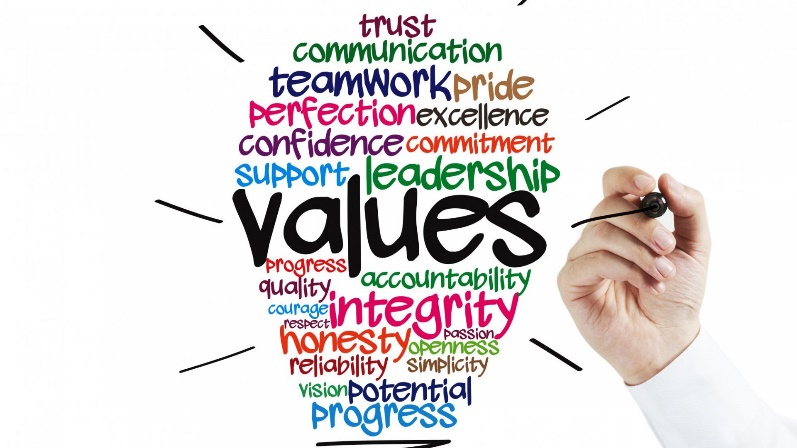 trust
communication
teamwork pride
perfection excellence
confidence commitment
support leadership
values
progress accountability
quality
courage integrity
respect passion
honesty openness
reliability simplicity
vision potential
progress